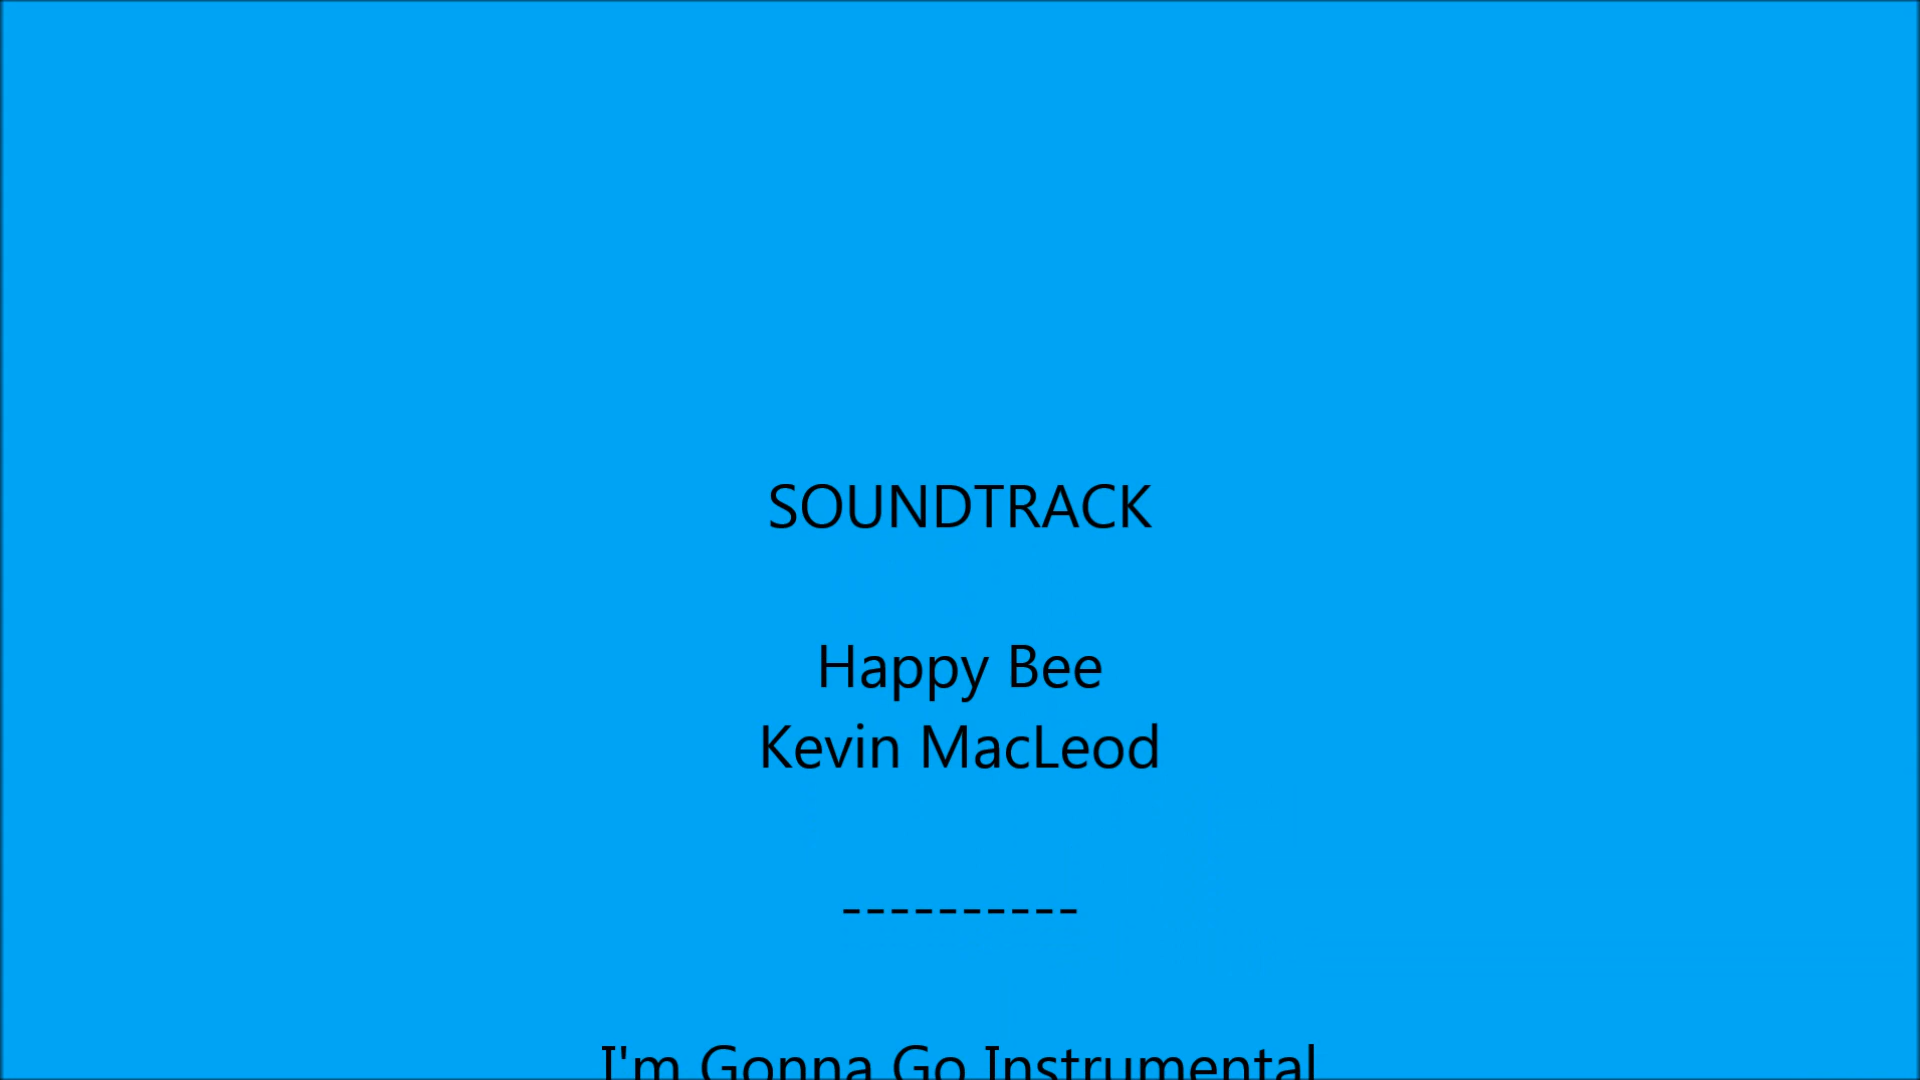 SOUNDTRACK
Happy Bee
Kevin MacLeod
----------
I'm Gonna Go Instrumental